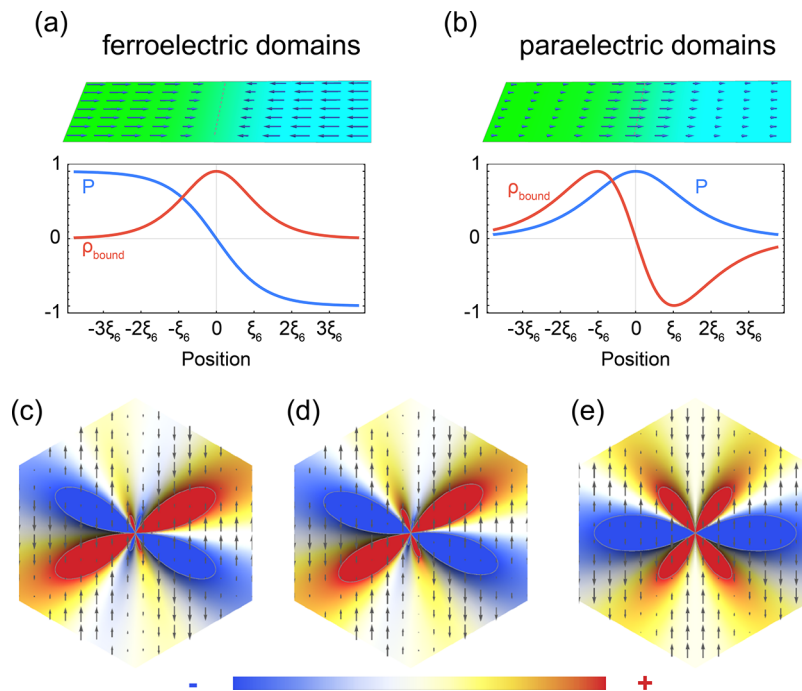 (a)
ferroelectric domains
1
P
0
ρbound
-1
-3ξ6 -2ξ6 -ξ6 0 ξ6 2ξ6 3ξ6
Position
(b)
paraelectric domains
1
ρbound
P
0
-1
-3ξ6 -2ξ6 -ξ6 0 ξ6 2ξ6 3ξ6
Position
(c)
(d)
(e)
- +